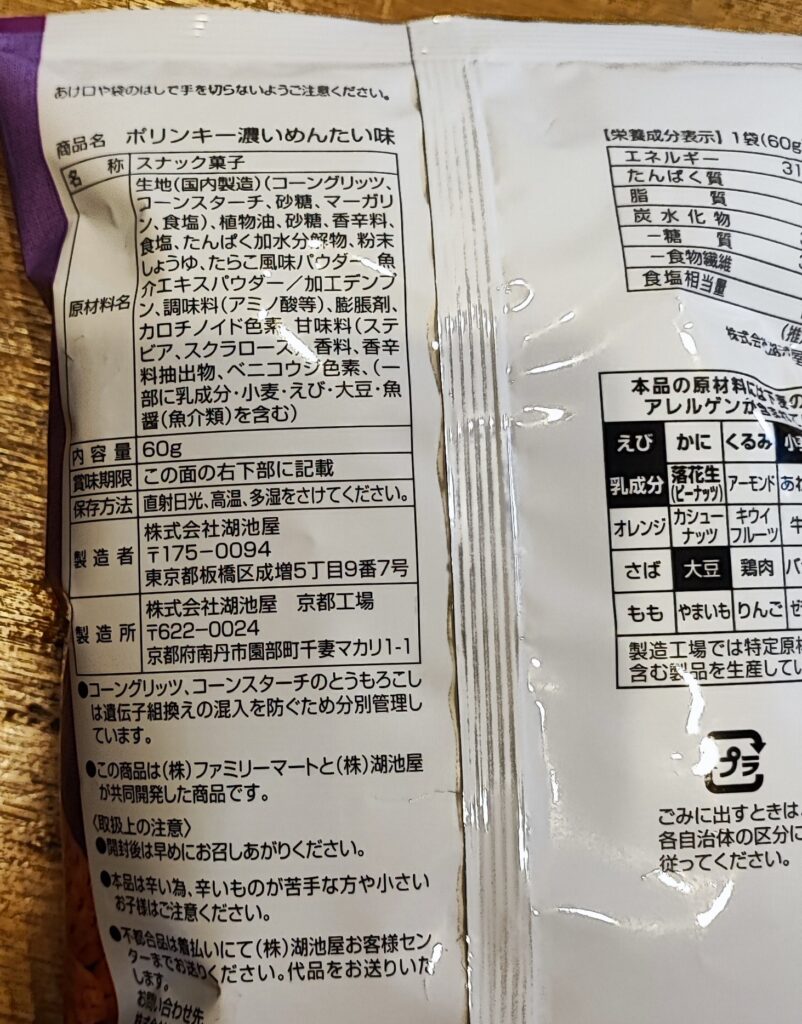 あけ口や袋のはしで手を切らないようご注意ください。
商品名 ポリンキー濃いめんたい味
名称 スナック菓子
原材料名
生地(国内製造)(コーングリッツ、
コーンスターチ、砂糖、マーガリ
ン、食塩)、植物油、砂糖、香辛料、
食塩、たんぱく加水分解物、粉末
しょうゆ、たらこ風味パウダー、魚
介エキスパウダー/加工デンプ
ン、調味料(アミノ酸等)、膨脹剤、
カロチノイド色素、甘味料(ステ
ビア、スクラロース)、香料、香辛
料抽出物、ベニコウジ色素、(一
部に乳成分・小麦・えび・大豆・魚
醤(魚介類)を含む)
内容量 60g
賞味期限 この面の右下部に記載
保存方法 直射日光、高温、多湿をさけてください。
製造者
株式会社湖池屋
〒175-0094
東京都板橋区成増5丁目9番7号
製造所
株式会社湖池屋 京都工場
〒622-0024
京都府南丹市園部町千妻マカリ1-1
●コーングリッツ、コーンスターチのとうもろこし
は遺伝子組換えの混入を防ぐため分別管理し
ています。
●この商品は(株)ファミリーマートと(株)湖池屋
が共同開発した商品です。
〈取扱上の注意〉
●開封後は早めにお召しあがりください。
●本品は辛い為、辛いものが苦手な方や小さい
お子様はご注意ください。
●不都合品は着払いにて(株)湖池屋お客様セン
ターまでお送りください。代品をお送りいた
します。
お問い合わせ先
【栄養成分表示】1袋(60g
エネルギー 31
たんぱく質
脂質
炭水化物
-糖質
-食物繊維
食塩相当量
(推
株式会社
本品の原材料には下表の
アレルゲンが含まれて
えび かに くるみ 小
乳成分 落花生(ピーナッツ) アーモンド あわ
オレンジ カシューナッツ キウイフルーツ 牛
さば 大豆 鶏肉 バ
もも やまいも りんご ゼ
製造工場では特定原材
含む製品を生産してい
プラ
ごみに出すときは、
各自治体の区分に
従ってください。